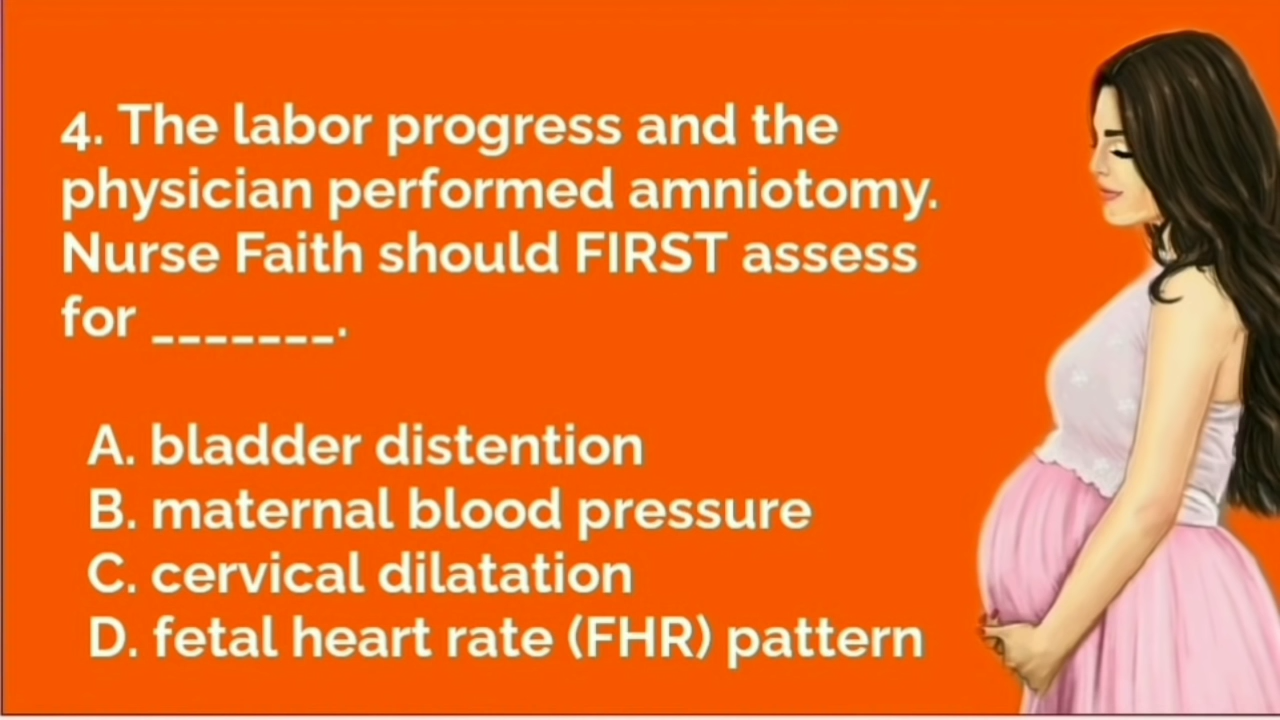 4. The labor progress and the
physician performed amniotomy.
Nurse Faith should FIRST assess
for _______.
A. bladder distention
B. maternal blood pressure
C. cervical dilatation
D. fetal heart rate (FHR) pattern